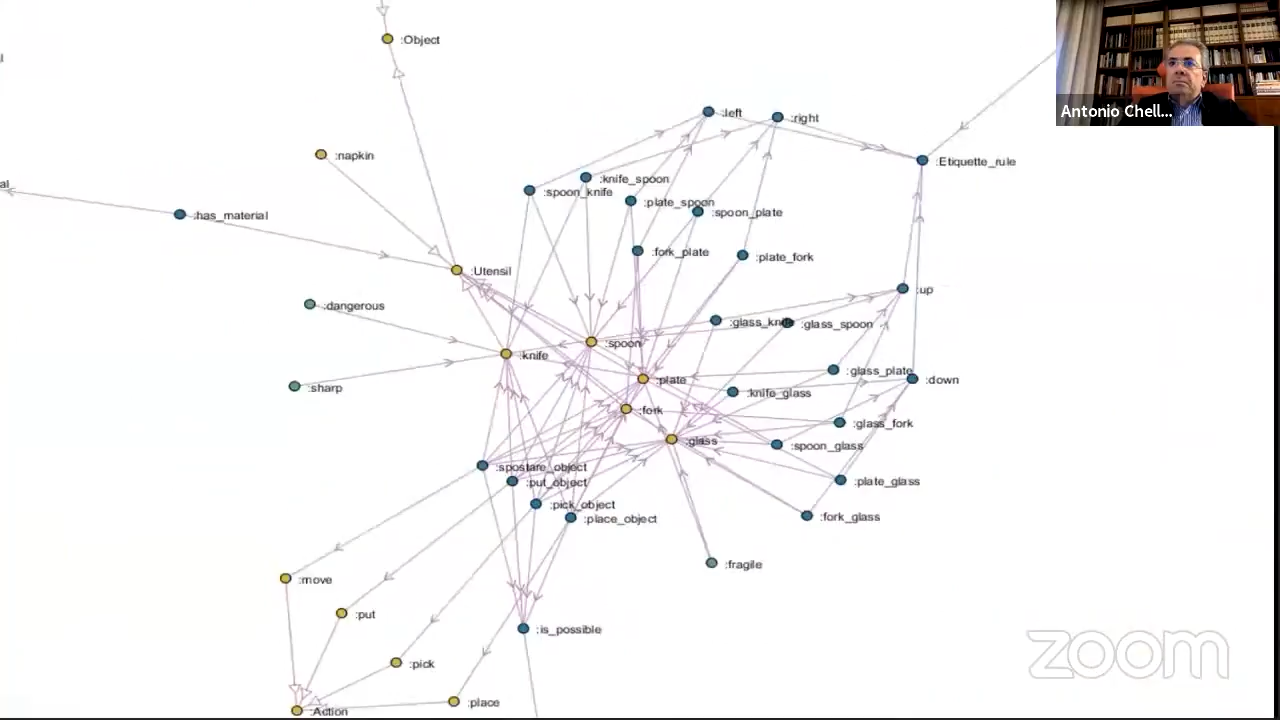 :Object
Antonio Chell...
:left
:right
:napkin
:Etiquette_rule
:knife_spoon
:spoon_knife
:plate_spoon
:spoon_plate
:has_material
:fork_plate
:plate_fork
:Utensil
:up
:dangerous
:glass_knife
:glass_spoon
:spoon
:knife
:glass_plate
:plate
:down
:sharp
:knife_glass
:fork
:glass_fork
:glass
:spoon_glass
:spostare_object
:put_object
:plate_glass
:pick_object
:place_object
:fork_glass
:fragile
:move
:put
:is_possible
:pick
zoom
:place
:Action